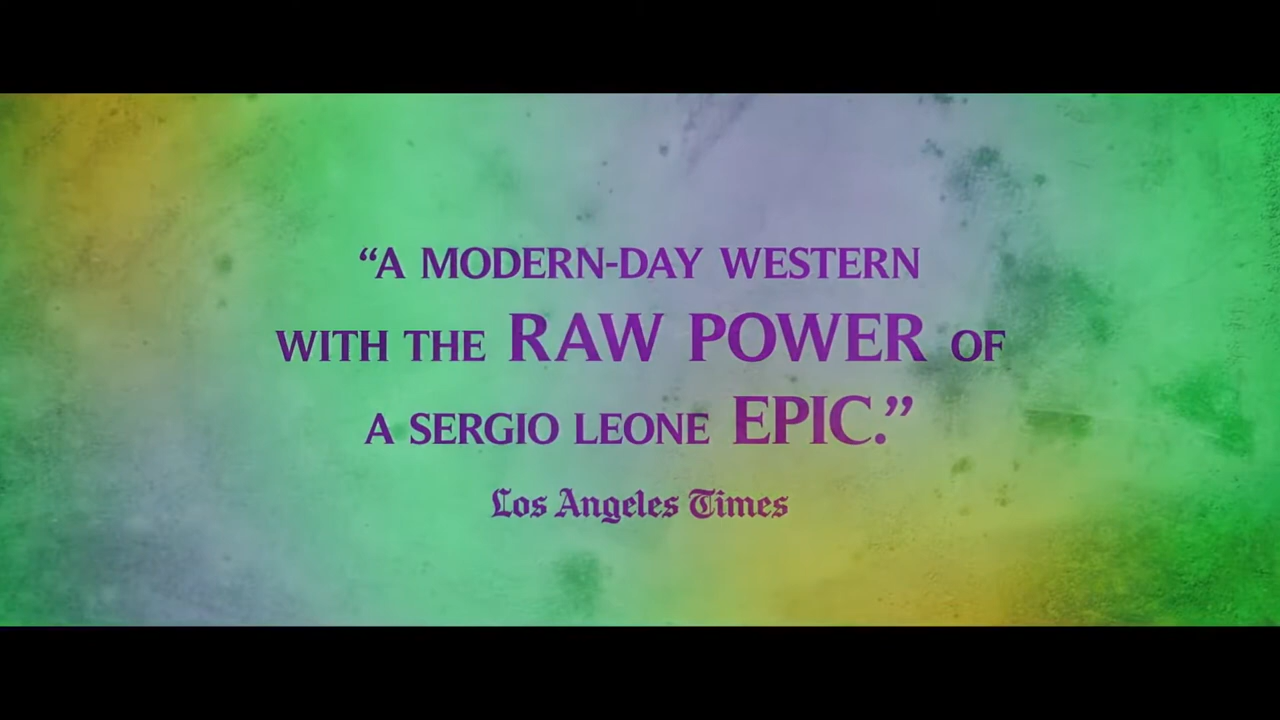 “A MODERN-DAY WESTERN
WITH THE RAW POWER OF
A SERGIO LEONE EPIC.”
Los Angeles Times